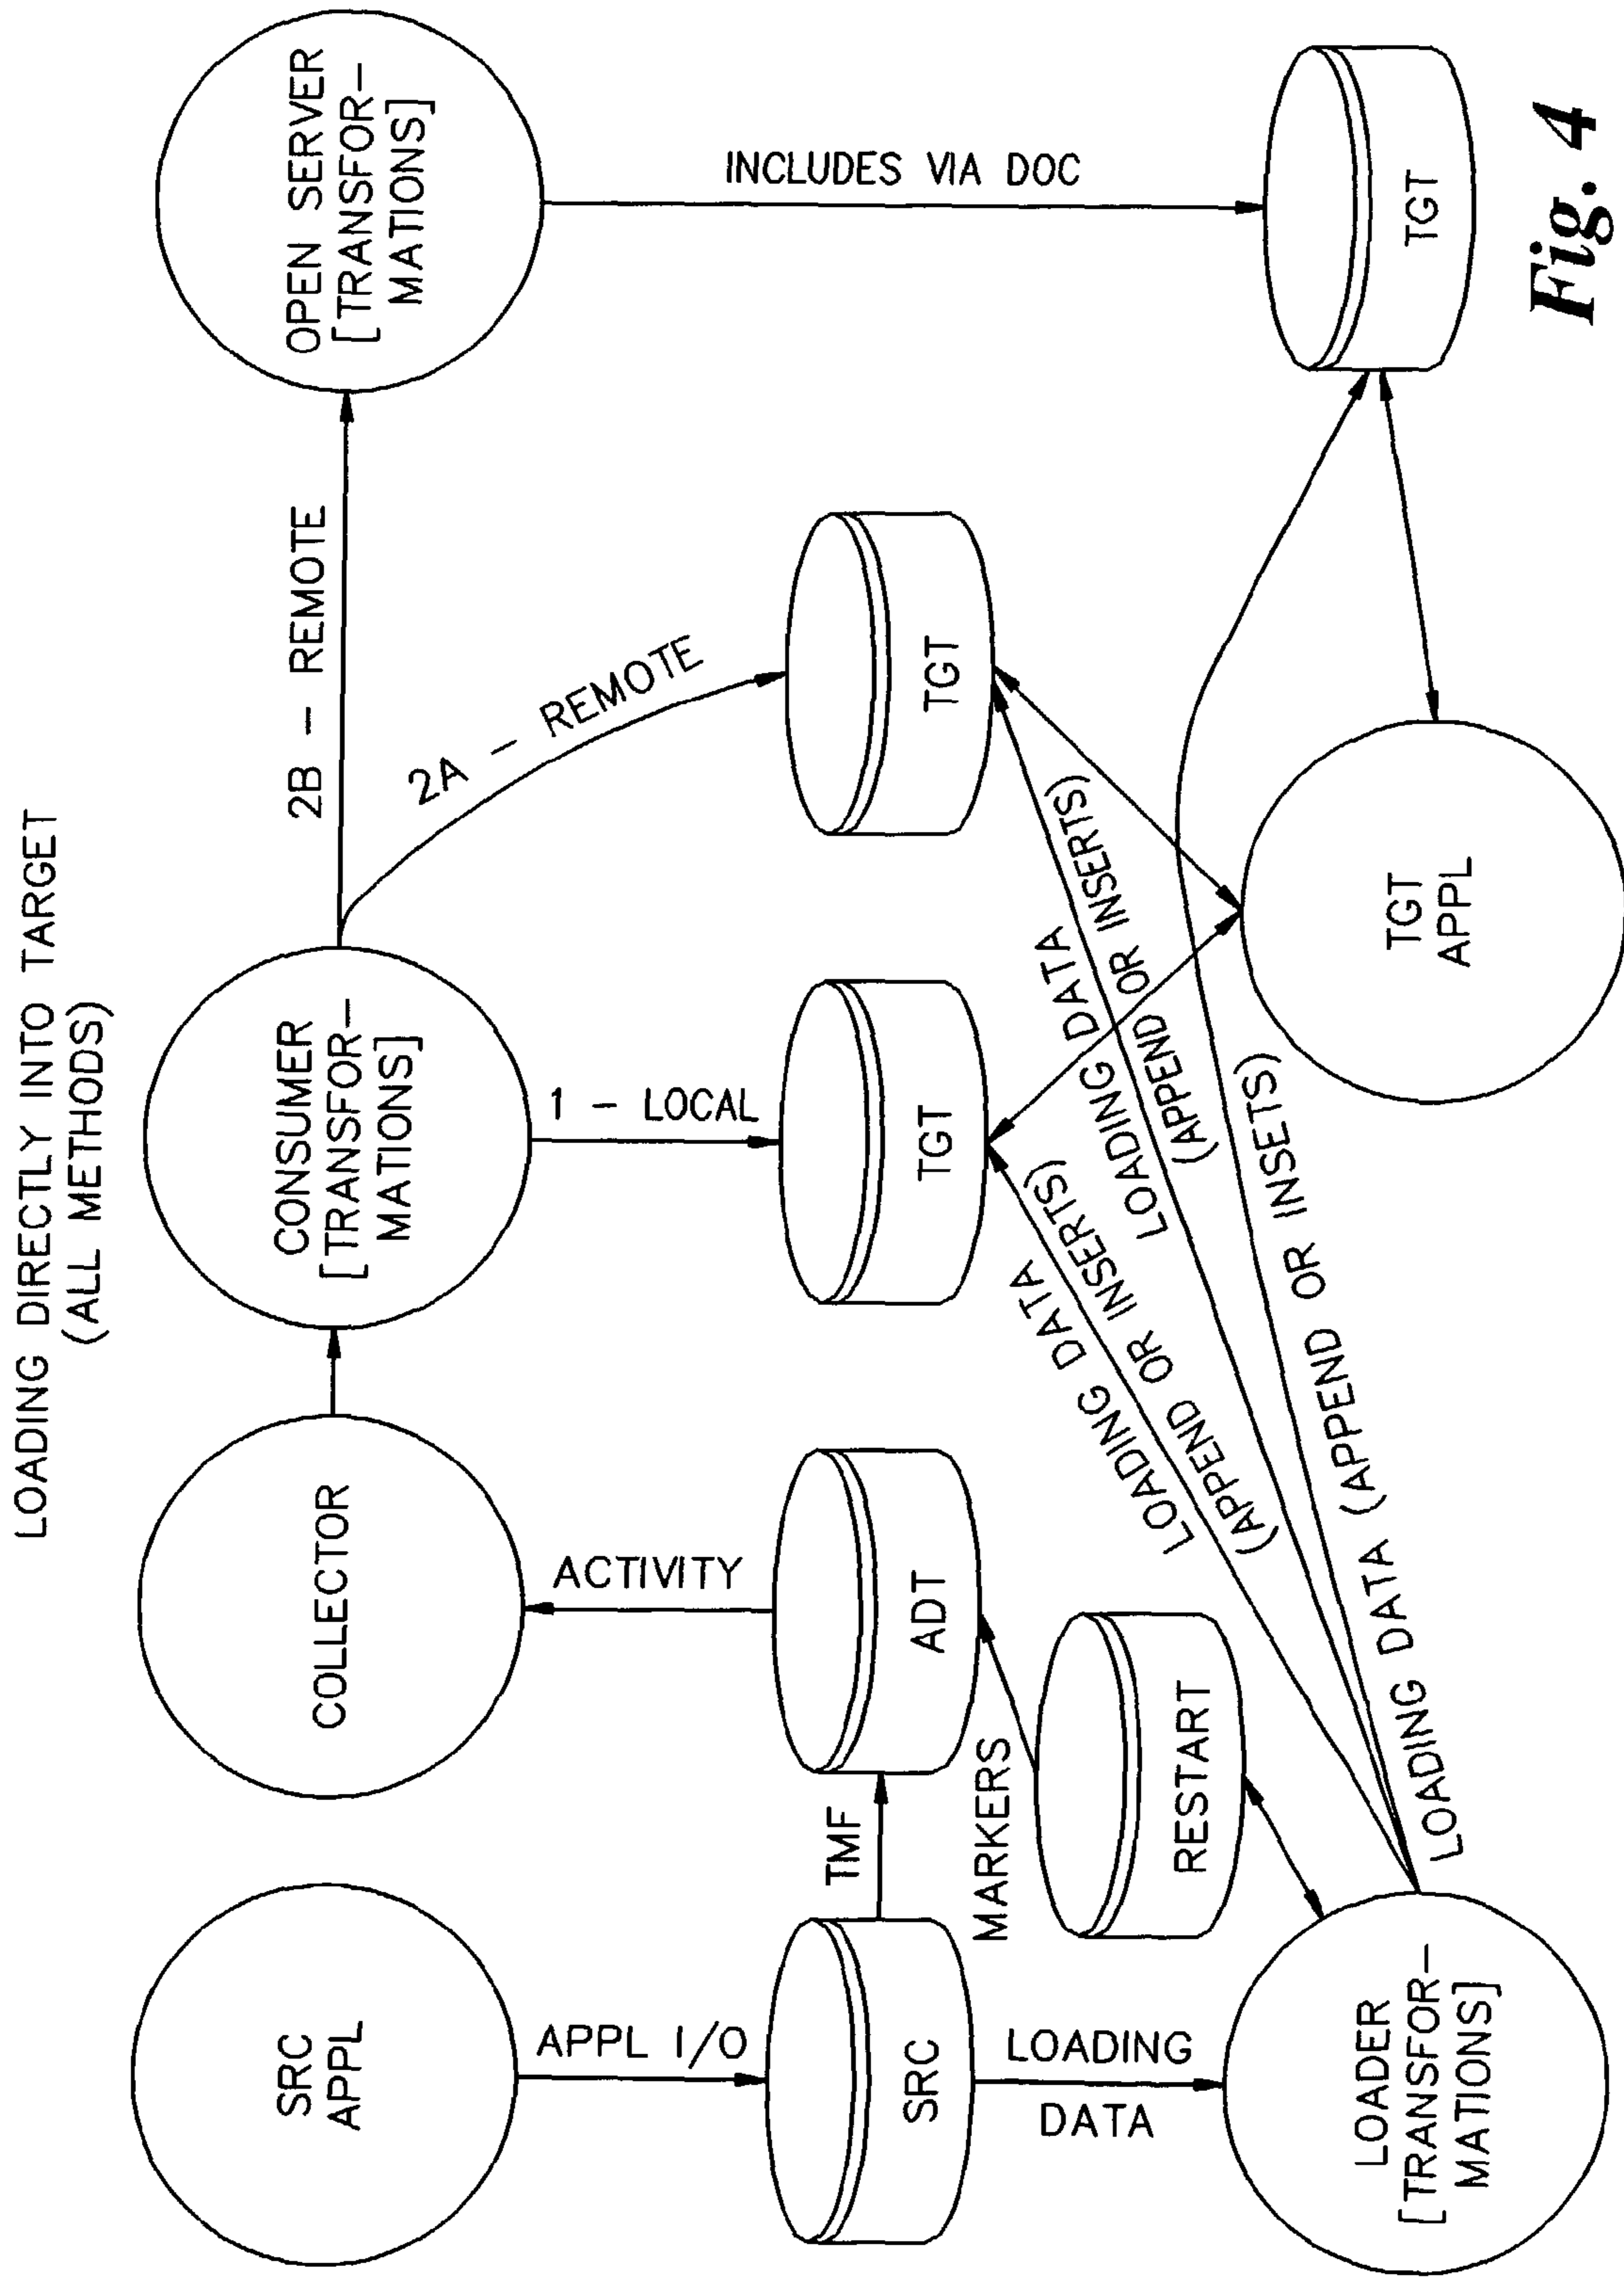 LOADING DIRECTLY INTO TARGET
(ALL METHODS)
SRC
APPL
COLLECTOR
CONSUMER
[TRANSFOR-
MATIONS]
2B - REMOTE
OPEN SERVER
[TRANSFOR-
MATIONS]
APPL I/O
ACTIVITY
1 - LOCAL
2A - REMOTE
INCLUDES VIA DOC
SRC
TMF
ADT
TGT
TGT
TGT
LOADING
DATA
MARKERS
RESTART
LOADING DATA
(APPEND OR INSERTS)
LOADING DATA
(APPEND OR INSERTS)
LOADING DATA (APPEND OR INSETS)
LOADER
[TRANSFOR-
MATIONS]
TGT
APPL
Fig. 4